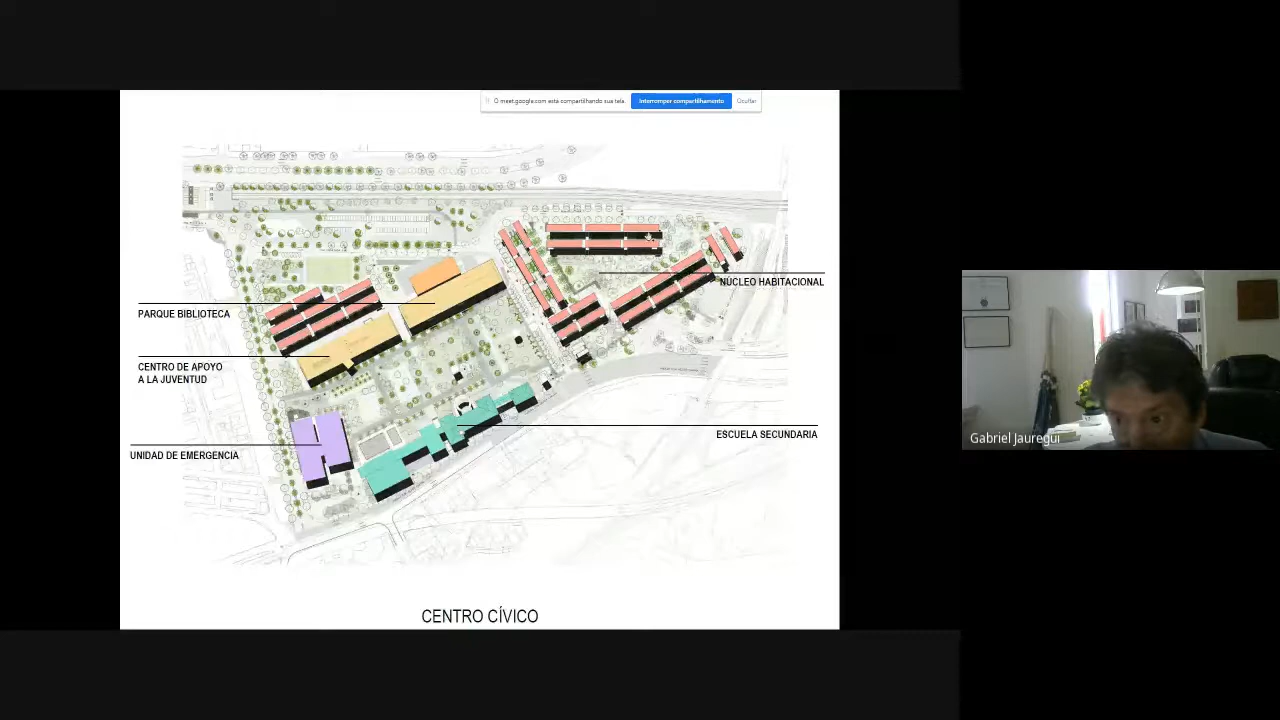 O meet.google.com está compartilhando sua tela.
Interromper compartilhamento
Ocultar
NÚCLEO HABITACIONAL
PARQUE BIBLIOTECA
CENTRO DE APOYO
A LA JUVENTUD
ESCUELA SECUNDARIA
UNIDAD DE EMERGENCIA
Gabriel Jauregui
CENTRO CÍVICO